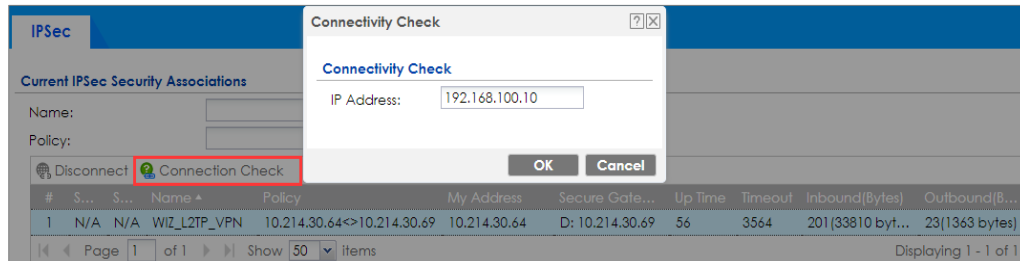 IPSec
Current IPSec Security Associations
Name:
Policy:
Connectivity Check
Connectivity Check
IP Address: 192.168.100.10
OK Cancel
Disconnect Connection Check
# S... S... Name Policy My Address Secure Gate... Up Time Timeout Inbound(Bytes) Outbound(B...
1 N/A N/A WIZ_L2TP_VPN 10.214.30.64<>10.214.30.69 10.214.30.64 D: 10.214.30.69 56 3564 201(33810 byt... 23(1363 bytes)
Page 1 of 1 Show 50 items Displaying 1 - 1 of 1